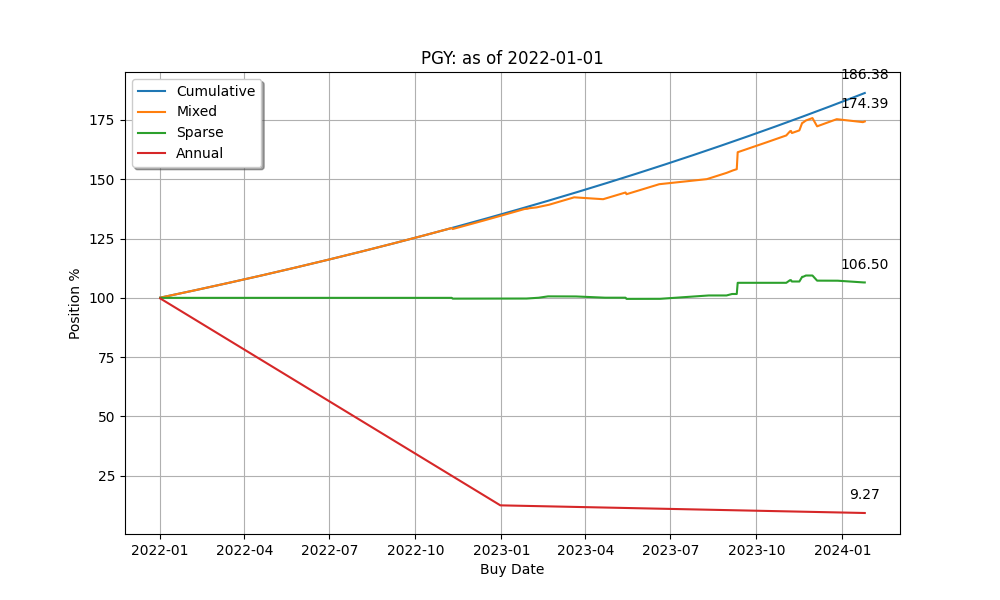 PGY: as of 2022-01-01
Cumulative
Mixed
Sparse
Annual
186.38
174.39
106.50
9.27
Position %
175
150
125
100
75
50
25
2022-01 2022-04 2022-07 2022-10 2023-01 2023-04 2023-07 2023-10 2024-01
Buy Date